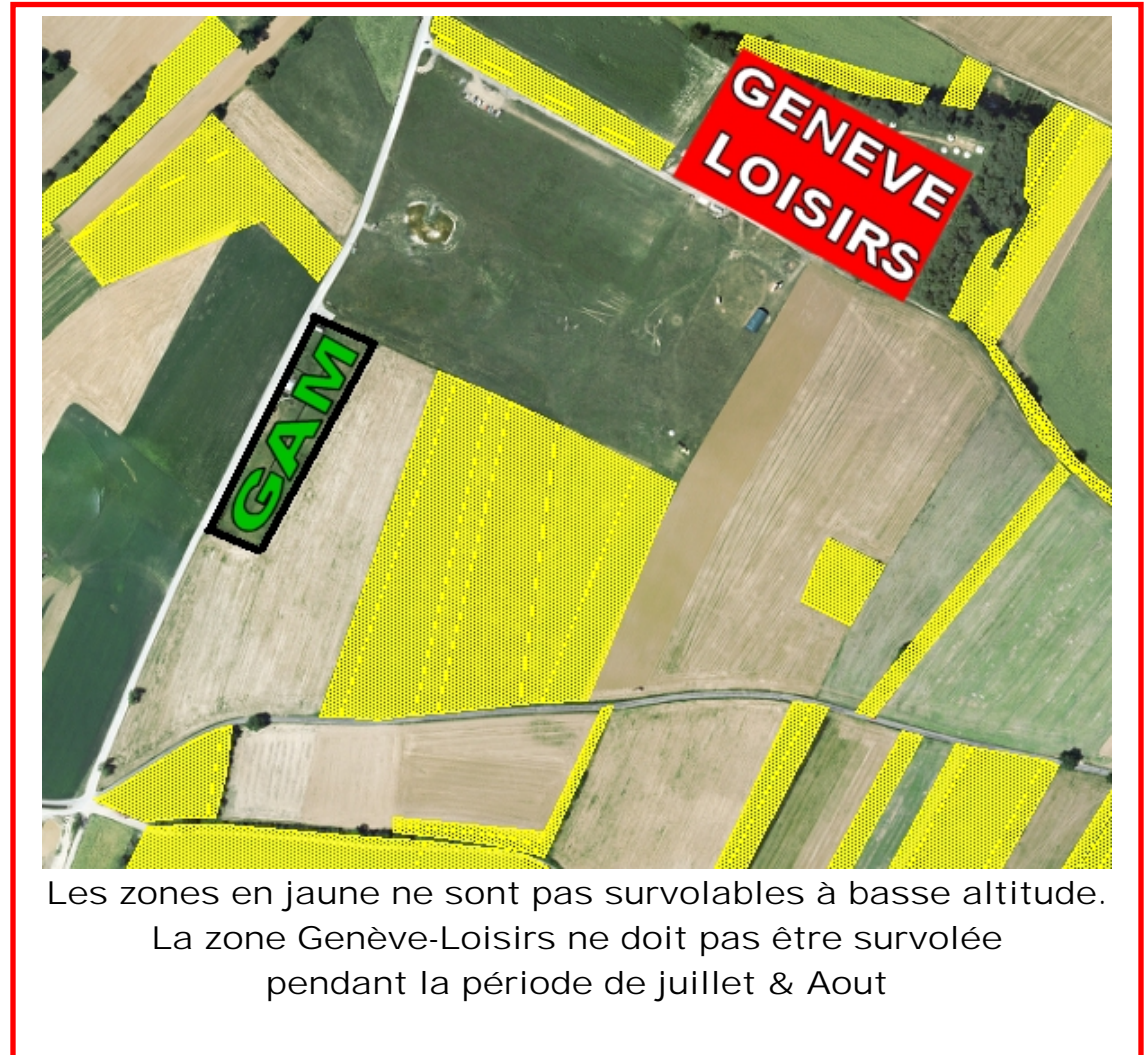 GENEVE
LOISIRS
GAM
Les zones en jaune ne sont pas survolables à basse altitude.
La zone Genève-Loisirs ne doit pas être survolée
pendant la période de juillet & Aout